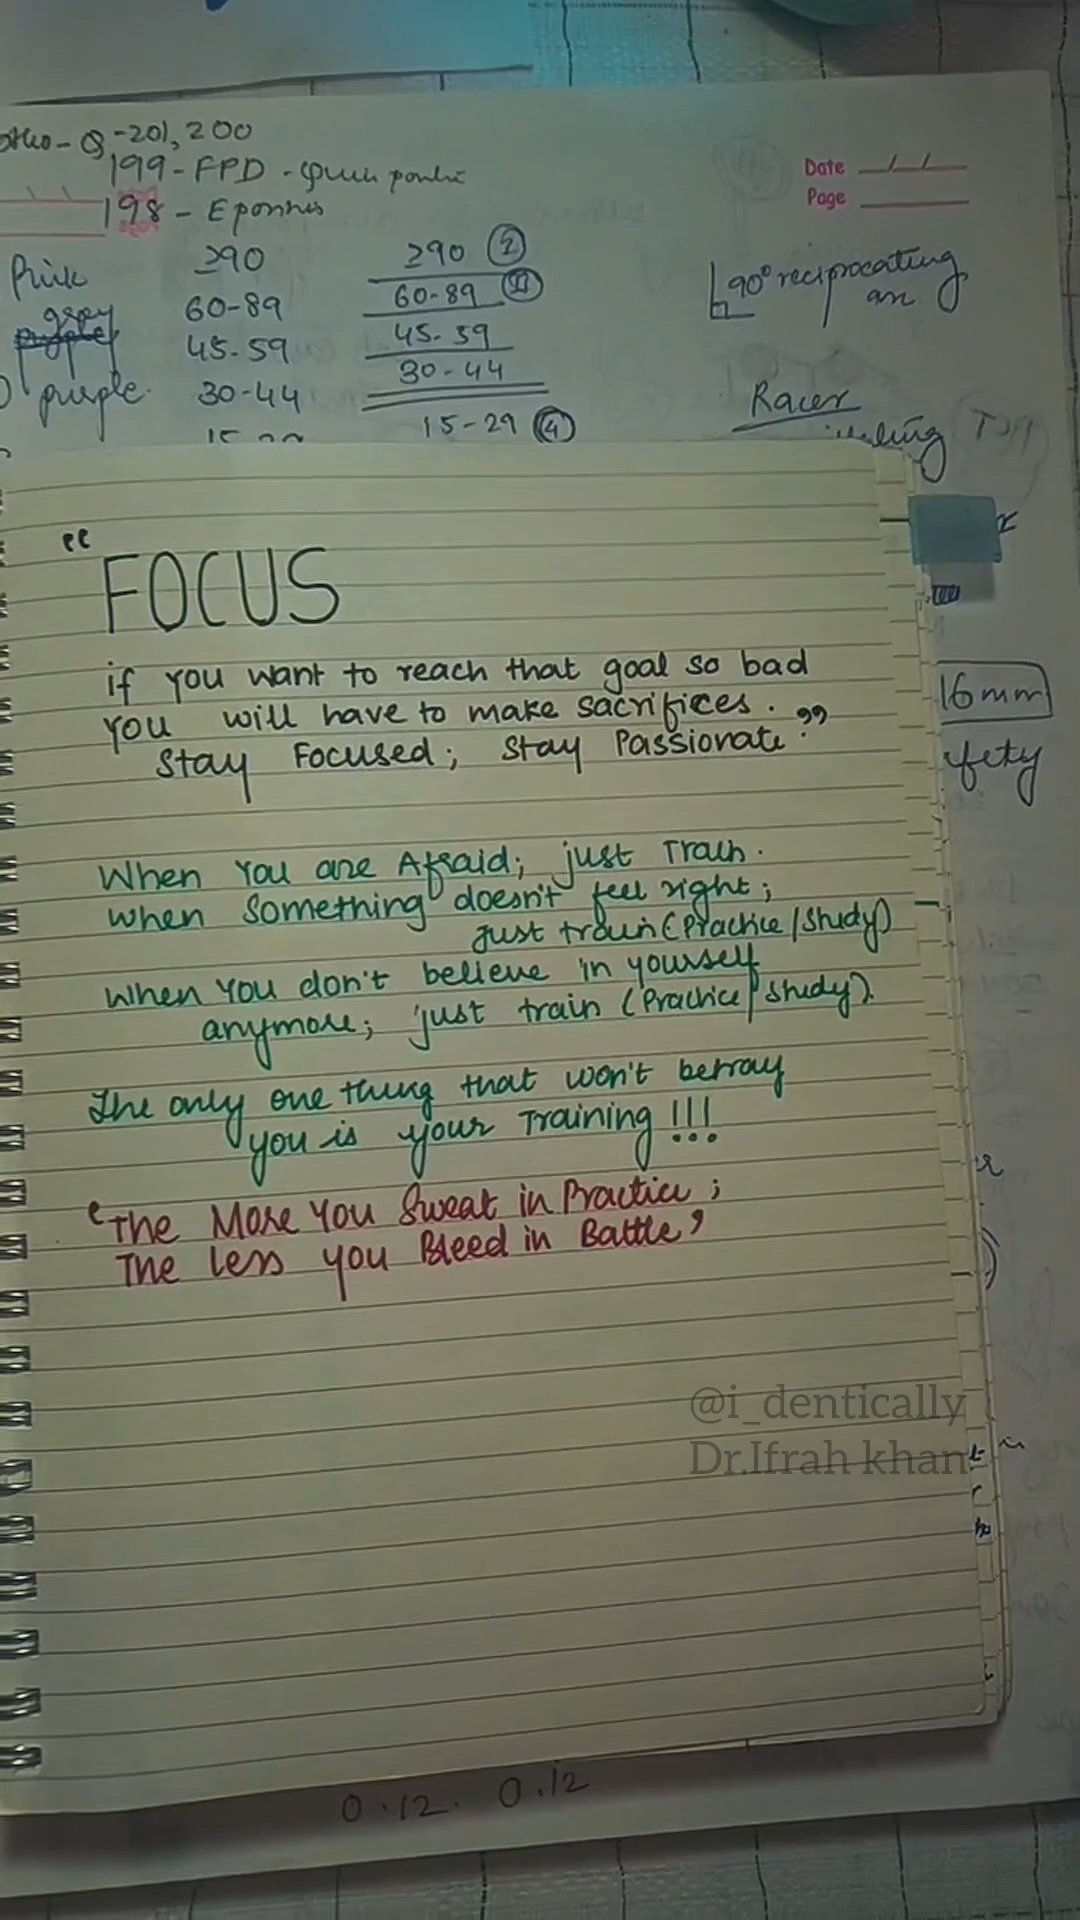 Q-201, 200
199-FPD -
198 -
Date
Page
≥90
≥90 (2)
60-89
60-89
gray
45-59
45-59
purple
30-44
30-44
15-29 (4)
90° reciprocating
Racer
16mm
"FOCUS
if you want to reach that goal so bad
you will have to make sacrifices.
Stay Focused; Stay Passionate."
When You are Afraid; just Train.
when something doesn't feel right;
just train (Practice/Study)
When you don't believe in yourself
anymore; just train (Practice/Study).
The only one thing that won't betray
you is your Training!!!
'The More You Sweat in Practice;
The less you Bleed in Battle'
@i_dentically
Dr.Ifrah khan
0.12. 0.12